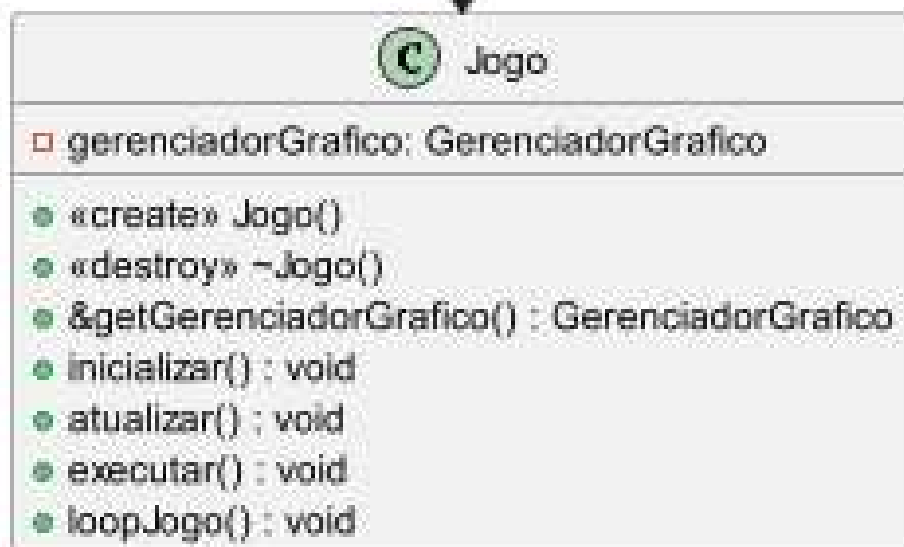 C Jogo
gerenciadorGrafico: GerenciadorGrafico
«create» Jogo()
«destroy» ~Jogo()
&getGerenciadorGrafico() : GerenciadorGrafico
inicializar() : void
atualizar() : void
executar() : void
loopJogo() : void